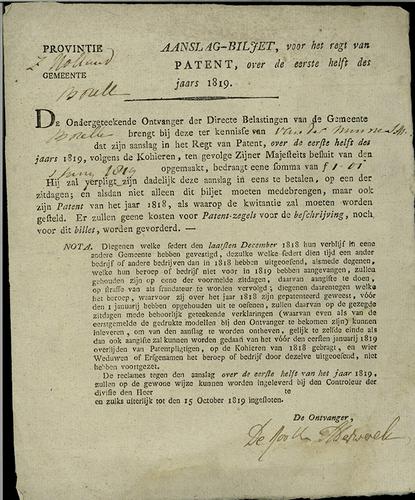 PROVINTIE
Z Holland
GEMEENTE
AANSLAG-BILJET, voor het regt van
PATENT, over de eerste helft des
jaars 1819.
De Ondergeteekende Ontvanger der Directe Belastingen van de Gemeente
brengt bij deze ter kennisse van
dat zijn aanslag in het Regt van Patent, over de eerste helft des
jaars 1819, volgens de Kohieren, ten gevolge Zijner Majesteits besluit van den
1819 opgemaakt, bedraagt eene somma van f
Hij zal verpligt zijn dadelijk deze aanslag in eens te betalen, op een der
zitdagen; en alsdan niet alleen dit biljet moeten medebrengen, maar ook
zijn Patent van het jaar 1818, als waarop de kwitantie zal moeten worden
gesteld. Er zullen geene kosten voor Patent-zegels voor de beschrijving, noch
voor dit billet, worden gevorderd. —
NOTA. Diegenen welke sedert den laatsten December 1818 hun verblijf in eene
andere Gemeente hebben gevestigd, dezulke welke sedert dien tijd een ander
bedrijf of andere bedrijven dan in 1818 hebben uitgeoefend, alsmede degenen,
welke hun beroep of bedrijf niet voor in 1819 hebben aangevangen, zullen
gehouden zijn op eene der voormelde zitdagen, daarvan aangifte te doen,
op straffe van als fraudateur te worden vervolgd; diegenen daarentegen welke
het beroep, waarvoor zij over het jaar 1818 zijn gepatenteerd geweest, vóór
den 1 januarij hebben opgehouden uit te oefenen, zullen daarvan op de gezegde
zitdagen mede behoorlijk geteekende verklaringen (waarvan even als van de
eerstgemelde de gedrukte modellen bij den Ontvanger te bekomen zijn) kunnen
inleveren, om van den aanslag te worden ontheven, gelijk te zelfde einde als
dan ook aangifte zal kunnen worden gedaan van het vóór den eersten januarij 1819
overlijden van Patentpligtigen, op de Kohieren van 1818 gebragt, en wier
Weduwen of Erfgenamen het beroep of bedrijf door dezelve uitgeoefend, niet
hebben voortgezet.
De reclames tegen den aanslag over de eerste helft van het jaar 1819,
zullen op de gewone wijze kunnen worden ingeleverd bij den Controleur der
divisie den Heer te
en zulks uiterlijk tot den 15 October 1819 ingesloten.
De Ontvanger,